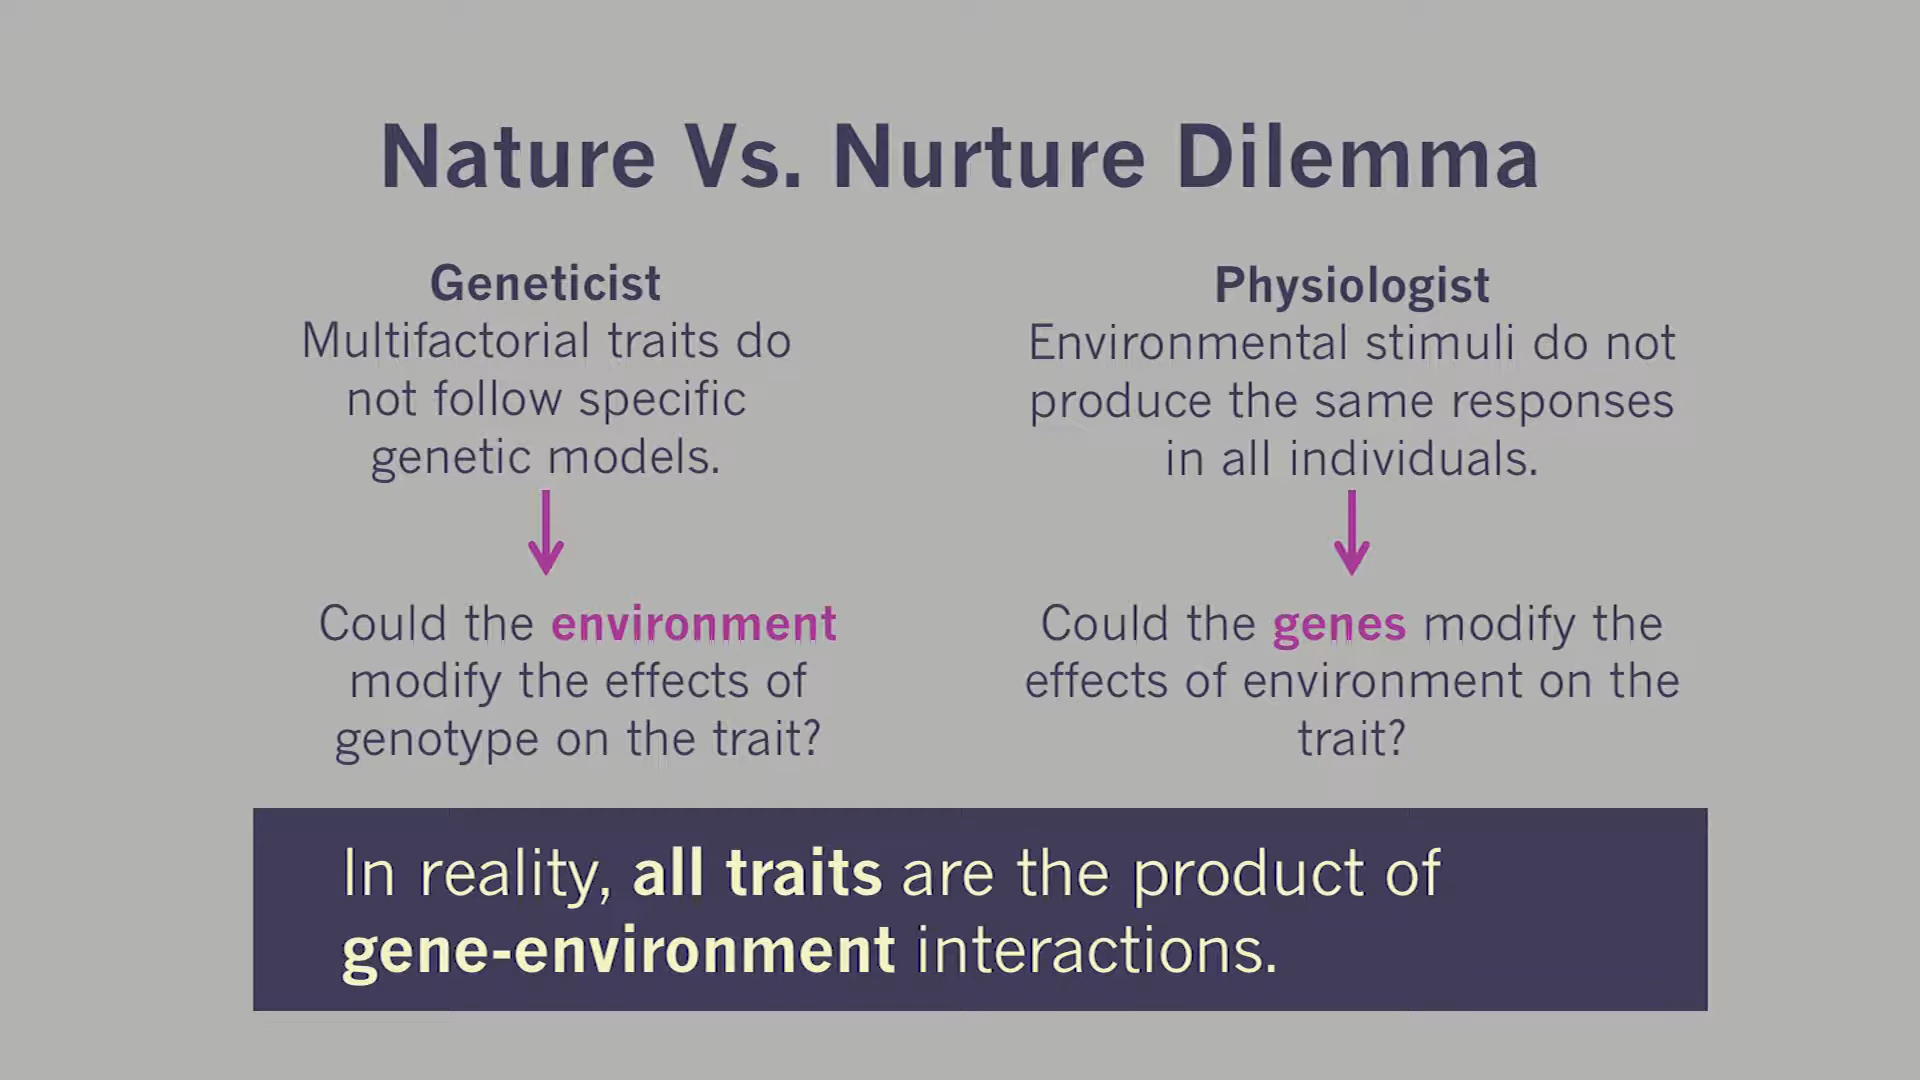 Nature Vs. Nurture Dilemma
Geneticist
Multifactorial traits do
not follow specific
genetic models.
Could the environment
modify the effects of
genotype on the trait?
Physiologist
Environmental stimuli do not
produce the same responses
in all individuals.
Could the genes modify the
effects of environment on the
trait?
In reality, all traits are the product of
gene-environment interactions.